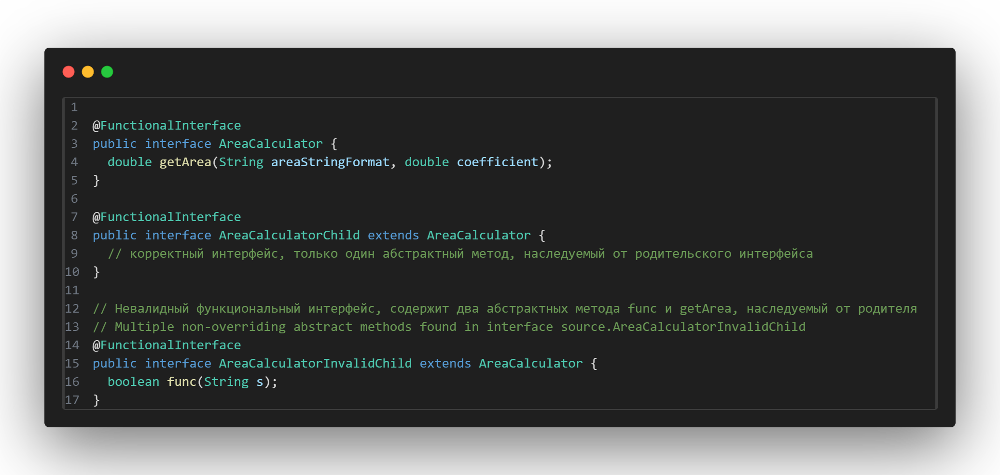 1
2 @FunctionalInterface
3 public interface AreaCalculator {
4   double getArea(String areaStringFormat, double coefficient);
5 }
6
7 @FunctionalInterface
8 public interface AreaCalculatorChild extends AreaCalculator {
9   // корректный интерфейс, только один абстрактный метод, наследуемый от родительского интерфейса
10 }
11
12 // Невалидный функциональный интерфейс, содержит два абстрактных метода func и getArea, наследуемый от родителя
13 // Multiple non-overriding abstract methods found in interface source.AreaCalculatorInvalidChild
14 @FunctionalInterface
15 public interface AreaCalculatorInvalidChild extends AreaCalculator {
16   boolean func(String s);
17 }